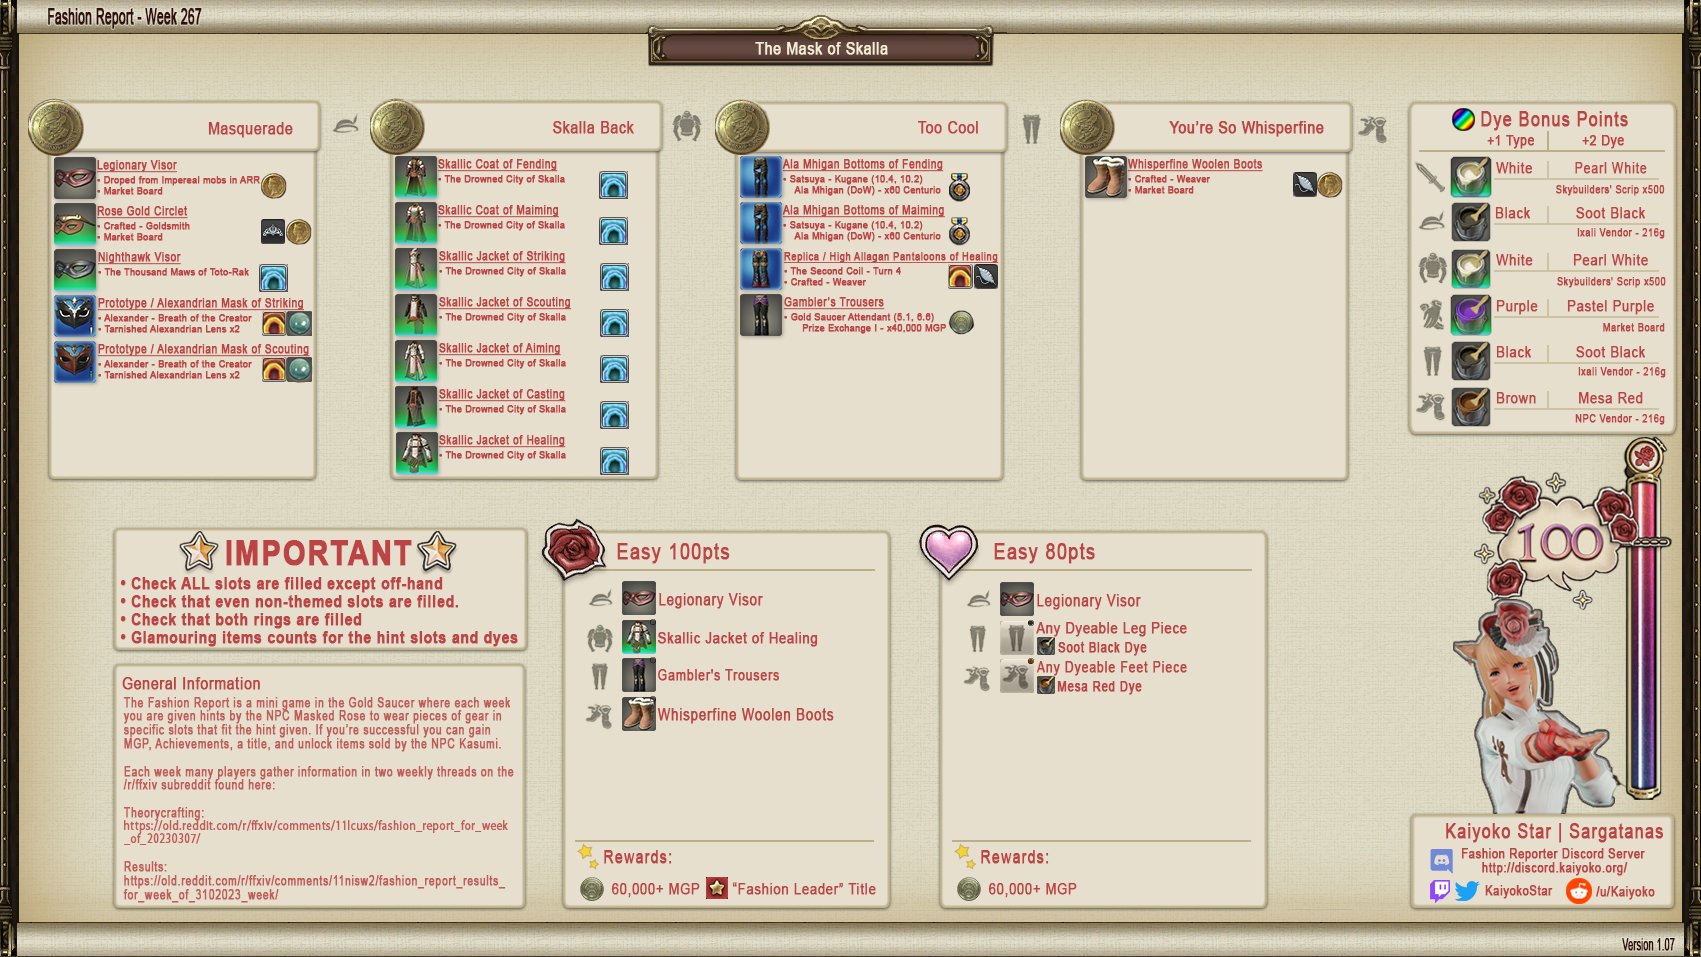 Fashion Report - Week 267
The Mask of Skalla
Masquerade
Legionary Visor
• Droped from Impereal mobs in ARR
• Market Board
Rose Gold Circlet
• Crafted - Goldsmith
• Market Board
Nighthawk Visor
• The Thousand Maws of Toto-Rak
Prototype / Alexandrian Mask of Striking
• Alexander - Breath of the Creator
• Tarnished Alexandrian Lens x2
Prototype / Alexandrian Mask of Scouting
• Alexander - Breath of the Creator
• Tarnished Alexandrian Lens x2
Skalla Back
Skallic Coat of Fending
• The Drowned City of Skalla
Skallic Coat of Maiming
• The Drowned City of Skalla
Skallic Jacket of Striking
• The Drowned City of Skalla
Skallic Jacket of Scouting
• The Drowned City of Skalla
Skallic Jacket of Aiming
• The Drowned City of Skalla
Skallic Jacket of Casting
• The Drowned City of Skalla
Skallic Jacket of Healing
• The Drowned City of Skalla
Too Cool
Ala Mhigan Bottoms of Fending
• Satsuya - Kugane (10.4, 10.2)
Ala Mhigan (DoW) - x60 Centurio
Ala Mhigan Bottoms of Maiming
• Satsuya - Kugane (10.4, 10.2)
Ala Mhigan (DoW) - x60 Centurio
Replica / High Allagan Pantaloons of Healing
• The Second Coil - Turn 4
• Crafted - Weaver
Gambler's Trousers
• Gold Saucer Attendant (5.1, 6.6)
Prize Exchange I - x40,000 MGP
You're So Whisperfine
Whisperfine Woolen Boots
• Crafted - Weaver
• Market Board
Dye Bonus Points
+1 Type +2 Dye
White Pearl White
Skybuilders' Scrip x500
Black Soot Black
Ixali Vendor - 216g
White Pearl White
Skybuilders' Scrip x500
Purple Pastel Purple
Market Board
Black Soot Black
Ixali Vendor - 216g
Brown Mesa Red
NPC Vendor - 216g
IMPORTANT
• Check ALL slots are filled except off-hand
• Check that even non-themed slots are filled.
• Check that both rings are filled
• Glamouring items counts for the hint slots and dyes
General Information
The Fashion Report is a mini game in the Gold Saucer where each week
you are given hints by the NPC Masked Rose to wear pieces of gear in
specific slots that fit the hint given. If you're successful you can gain
MGP, Achievements, a title, and unlock items sold by the NPC Kasumi.
Each week many players gather information in two weekly threads on the
/r/ffxiv subreddit found here:
Theorycrafting:
https://old.reddit.com/r/ffxiv/comments/11lcuxs/fashion_report_for_week
_of_20230307/
Results:
https://old.reddit.com/r/ffxiv/comments/11nisw2/fashion_report_results_
for_week_of_3102023_week/
Easy 100pts
Legionary Visor
Skallic Jacket of Healing
Gambler's Trousers
Whisperfine Woolen Boots
Rewards:
60,000+ MGP "Fashion Leader" Title
Easy 80pts
Legionary Visor
Any Dyeable Leg Piece
Soot Black Dye
Any Dyeable Feet Piece
Mesa Red Dye
Rewards:
60,000+ MGP
100
Kaiyoko Star | Sargatanas
Fashion Reporter Discord Server
http://discord.kaiyoko.org/
KaiyokoStar /u/Kaiyoko
Version 1.07